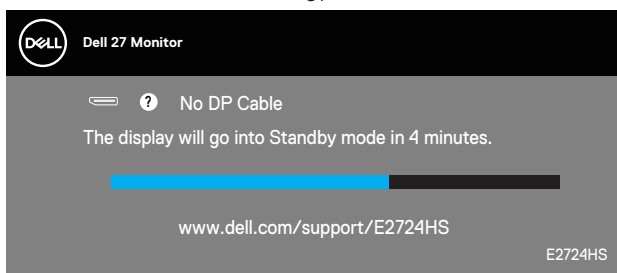 DELL
Dell 27 Monitor
? No DP Cable
The display will go into Standby mode in 4 minutes.
www.dell.com/support/E2724HS
E2724HS